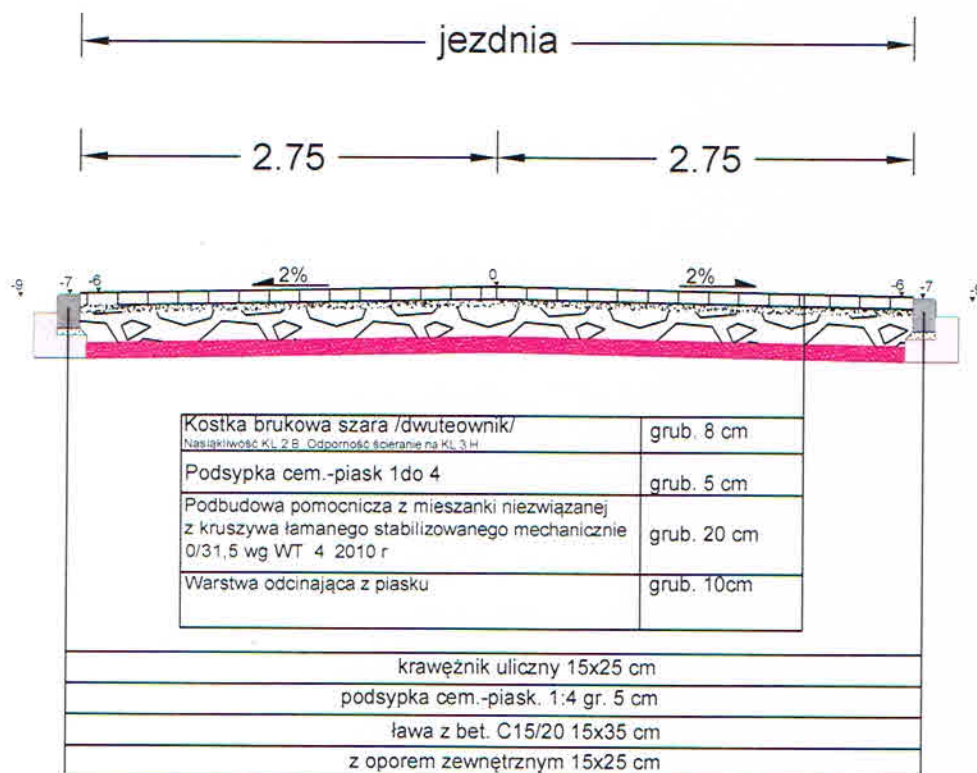 jezdnia
2.75 2.75
-9 -7 -6 2% 0 2% -6 -7
Kostka brukowa szara /dwuteownik/ grub. 8 cm
Nasiąkliwość KL 2 B, Odporność ścieranie na KL 3 H
Podsypka cem.-piask 1do 4 grub. 5 cm
Podbudowa pomocnicza z mieszanki niezwiązanej
z kruszywa łamanego stabilizowanego mechanicznie grub. 20 cm
0/31,5 wg WT 4 2010 r
Warstwa odcinająca z piasku grub. 10cm
krawężnik uliczny 15x25 cm
podsypka cem.-piask. 1:4 gr. 5 cm
ława z bet. C15/20 15x35 cm
z oporem zewnętrznym 15x25 cm